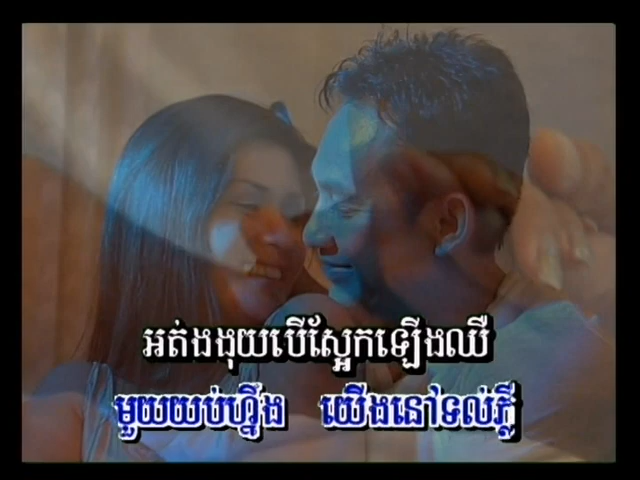 អត់ងងុយបើស្អែកឡើងឈឺ
មួយយប់ហ្នឹង យើងនៅទល់ភ្លឺ